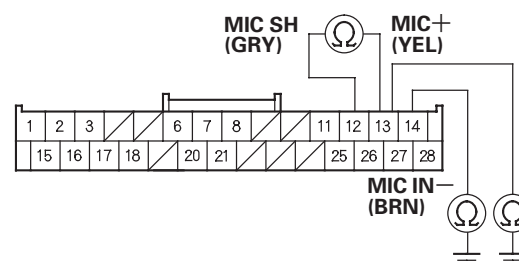 MIC SH
(GRY)
Ω
MIC+
(YEL)
1 2 3 6 7 8 11 12 13 14
15 16 17 18 20 21 25 26 27 28
MIC IN−
(BRN)
Ω Ω